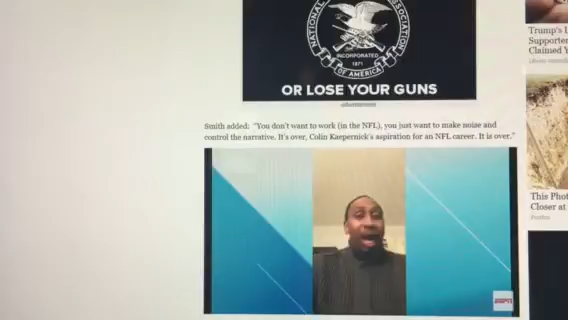 NATIONAL
ASSOCIATION
INCORPORATED
1871
OF AMERICA
OR LOSE YOUR GUNS
Smith added: "You don't want to work (in the NFL), you just want to make noise and
control the narrative. It's over, Colin Kaepernick's aspiration for an NFL career. It is over."
ESPN
Trump's
Supporter
Claimed Y
This Phot
Closer at